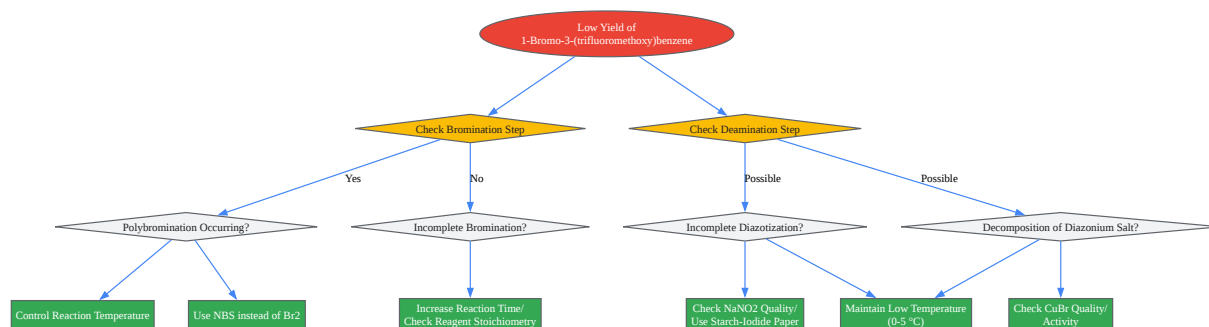 Low Yield of
1-Bromo-3-(trifluoromethoxy)benzene
Check Bromination Step
Check Deamination Step
Yes
No
Possible
Possible
Polybromination Occurring?
Incomplete Bromination?
Incomplete Diazotization?
Decomposition of Diazonium Salt?
Control Reaction Temperature
Use NBS instead of Br2
Increase Reaction Time/
Check Reagent Stoichiometry
Check NaNO2 Quality/
Use Starch-Iodide Paper
Maintain Low Temperature
(0-5 °C)
Check CuBr Quality/
Activity